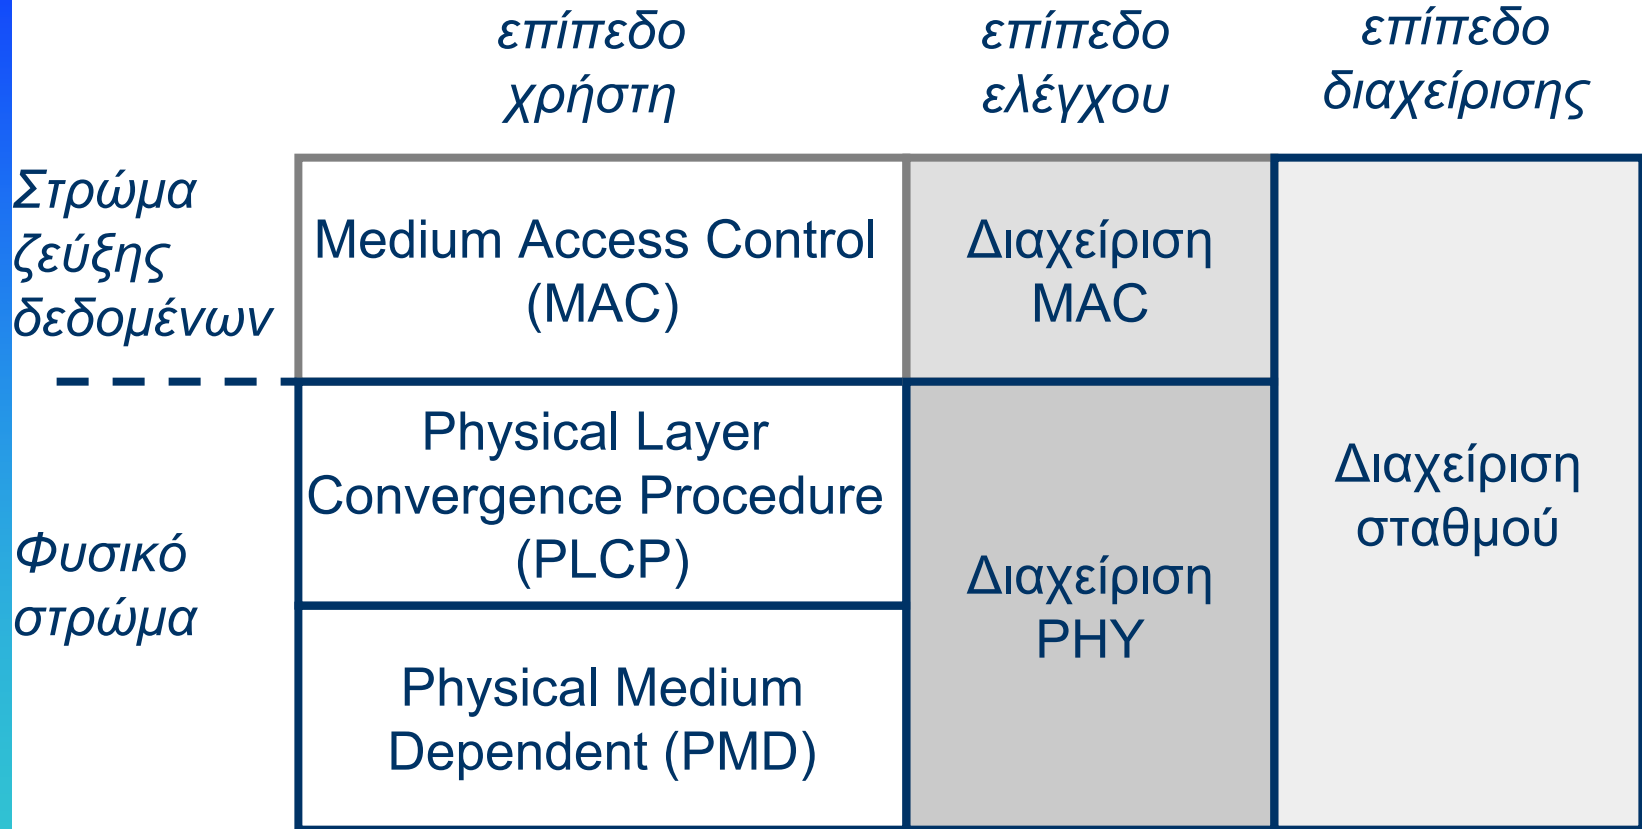 επίπεδο
χρήστη
επίπεδο
ελέγχου
επίπεδο
διαχείρισης
Στρώμα
ζεύξης
δεδομένων
Medium Access Control
(MAC)
Διαχείριση
MAC
Φυσικό
στρώμα
Physical Layer
Convergence Procedure
(PLCP)
Physical Medium
Dependent (PMD)
Διαχείριση
PHY
Διαχείριση
σταθμού